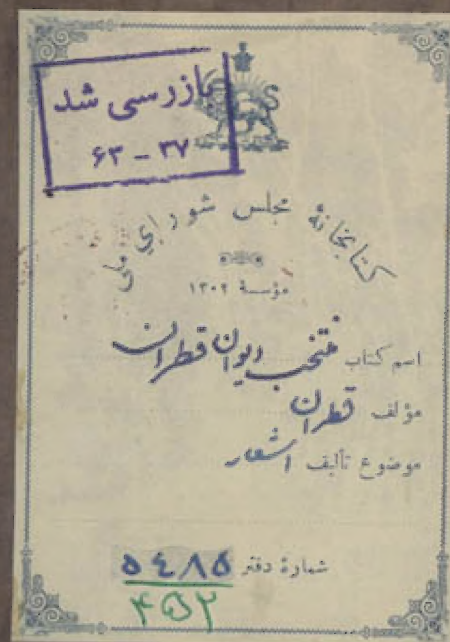 بازرسی شد
۶۳ - ۳۷
کتابخانهٔ مجلس شورای ملی
مؤسسهٔ ۱۳۰۲
اسم کتاب منتخب دیوان قطران
مؤلف قطران
موضوع تألیف اشعار
شمارهٔ دفتر ۵۴۸۵
۴۵۲